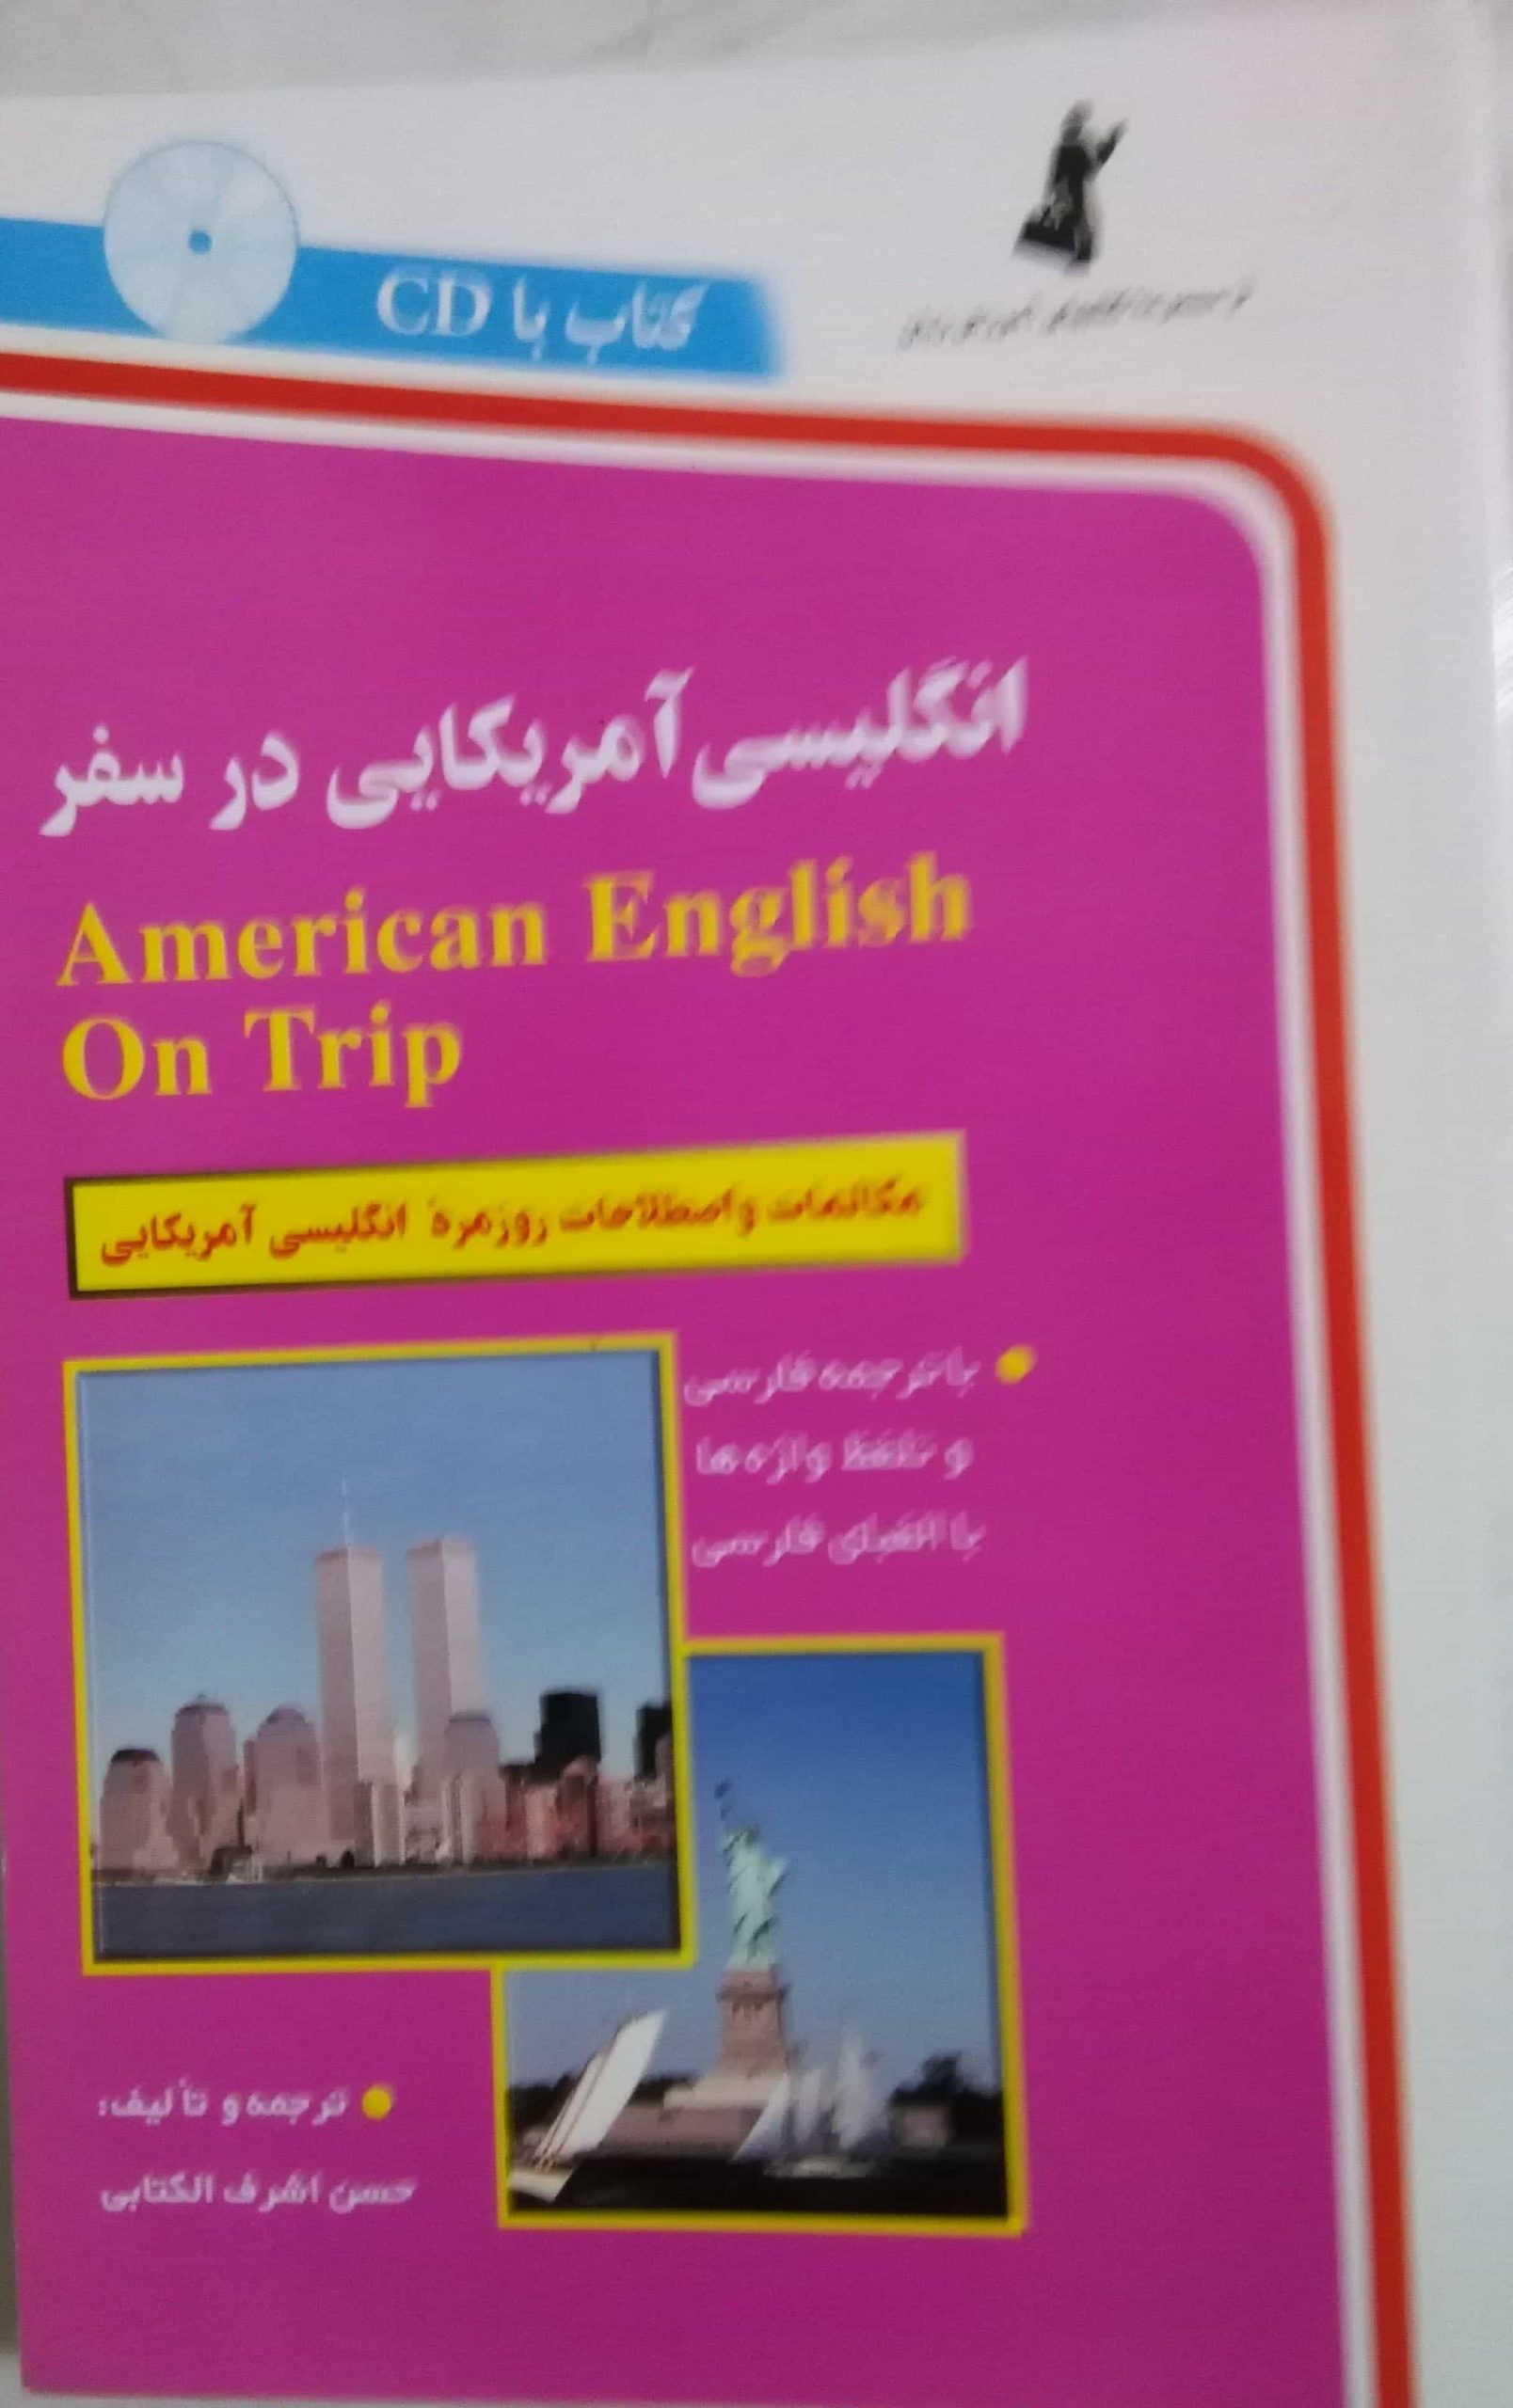 کتاب با CD
انگلیسی آمریکایی در سفر
American English
On Trip
مکالمات و اصطلاحات روزمرهٔ انگلیسی آمریکایی
با ترجمه فارسی
و تلفظ واژه‌ها
با الفبای فارسی
ترجمه و تألیف:
حسن اشرف الکتابی